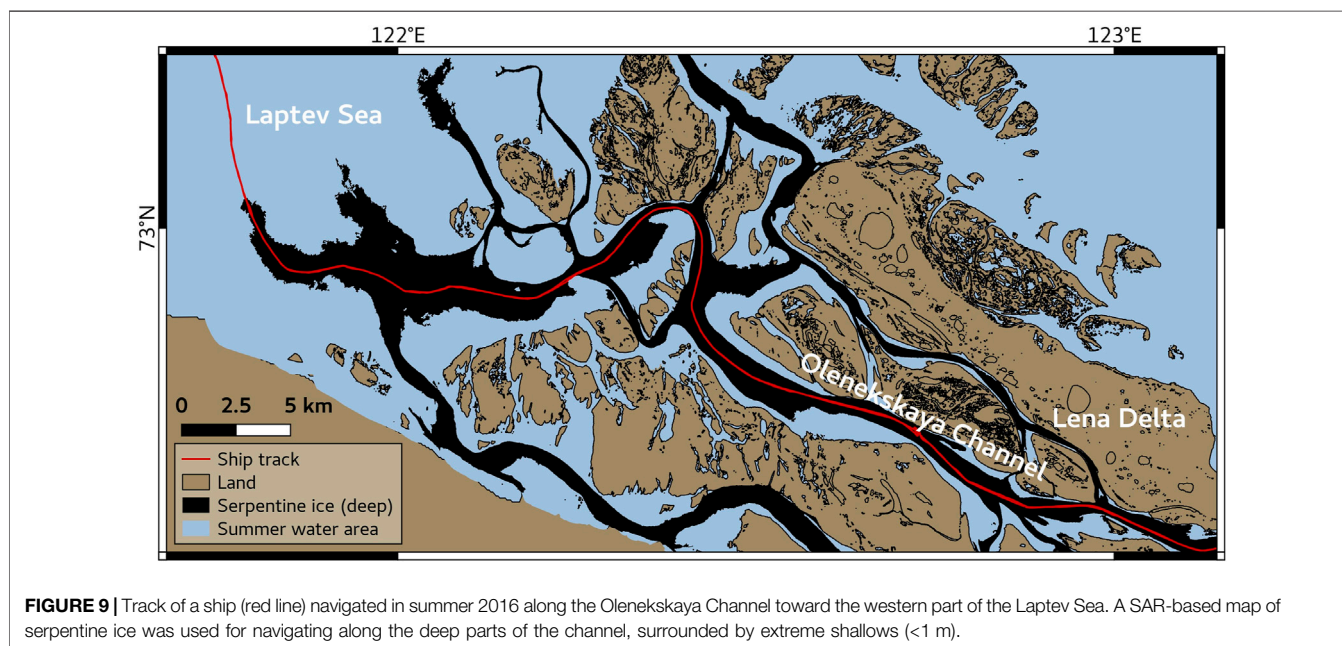 122°E
123°E
Laptev Sea
73°N
Olenekskaya Channel
Lena Delta
0 2.5 5 km
Ship track
Land
Serpentine ice (deep)
Summer water area
FIGURE 9 | Track of a ship (red line) navigated in summer 2016 along the Olenekskaya Channel toward the western part of the Laptev Sea. A SAR-based map of
serpentine ice was used for navigating along the deep parts of the channel, surrounded by extreme shallows (<1 m).